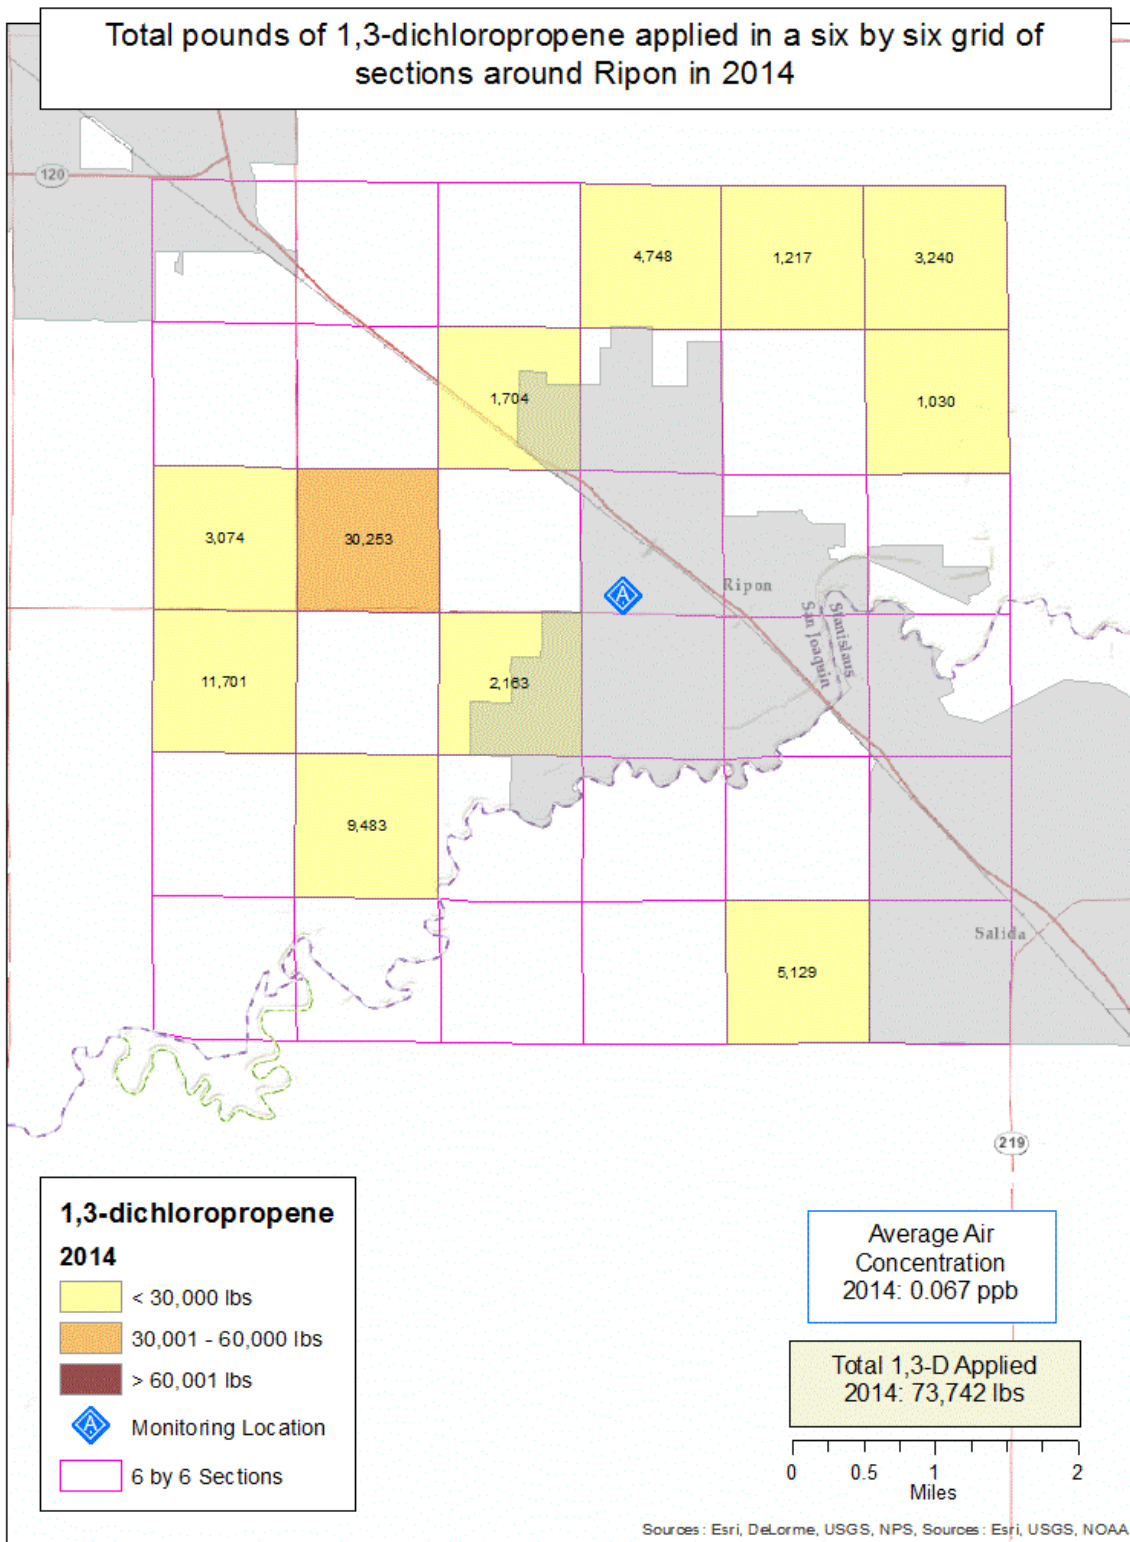 Total pounds of 1,3-dichloropropene applied in a six by six grid of
sections around Ripon in 2014
120
4,748
1,217
3,240
1,704
1,030
3,074
30,253
Ripon
Stanislaus
San Joaquin
11,701
2,163
9,483
Salida
5,129
219
1,3-dichloropropene
2014
< 30,000 lbs
30,001 - 60,000 lbs
> 60,001 lbs
A
Monitoring Location
6 by 6 Sections
Average Air
Concentration
2014: 0.067 ppb
Total 1,3-D Applied
2014: 73,742 lbs
0 0.5 1 2
Miles
Sources: Esri, DeLorme, USGS, NPS, Sources: Esri, USGS, NOAA